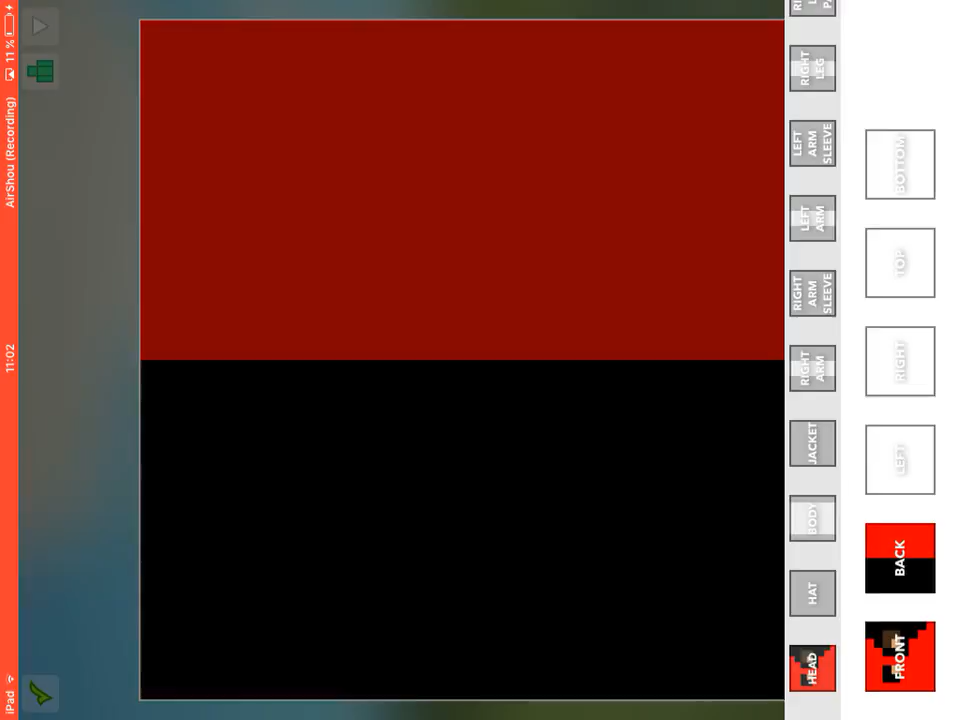 iPad
11:02
AirShou (Recording)
11 %
HEAD
HAT
BODY
JACKET
RIGHT
ARM
RIGHT
ARM
SLEEVE
LEFT
ARM
LEFT
ARM
SLEEVE
RIGHT
LEG
FRONT
BACK
LEFT
RIGHT
TOP
BOTTOM